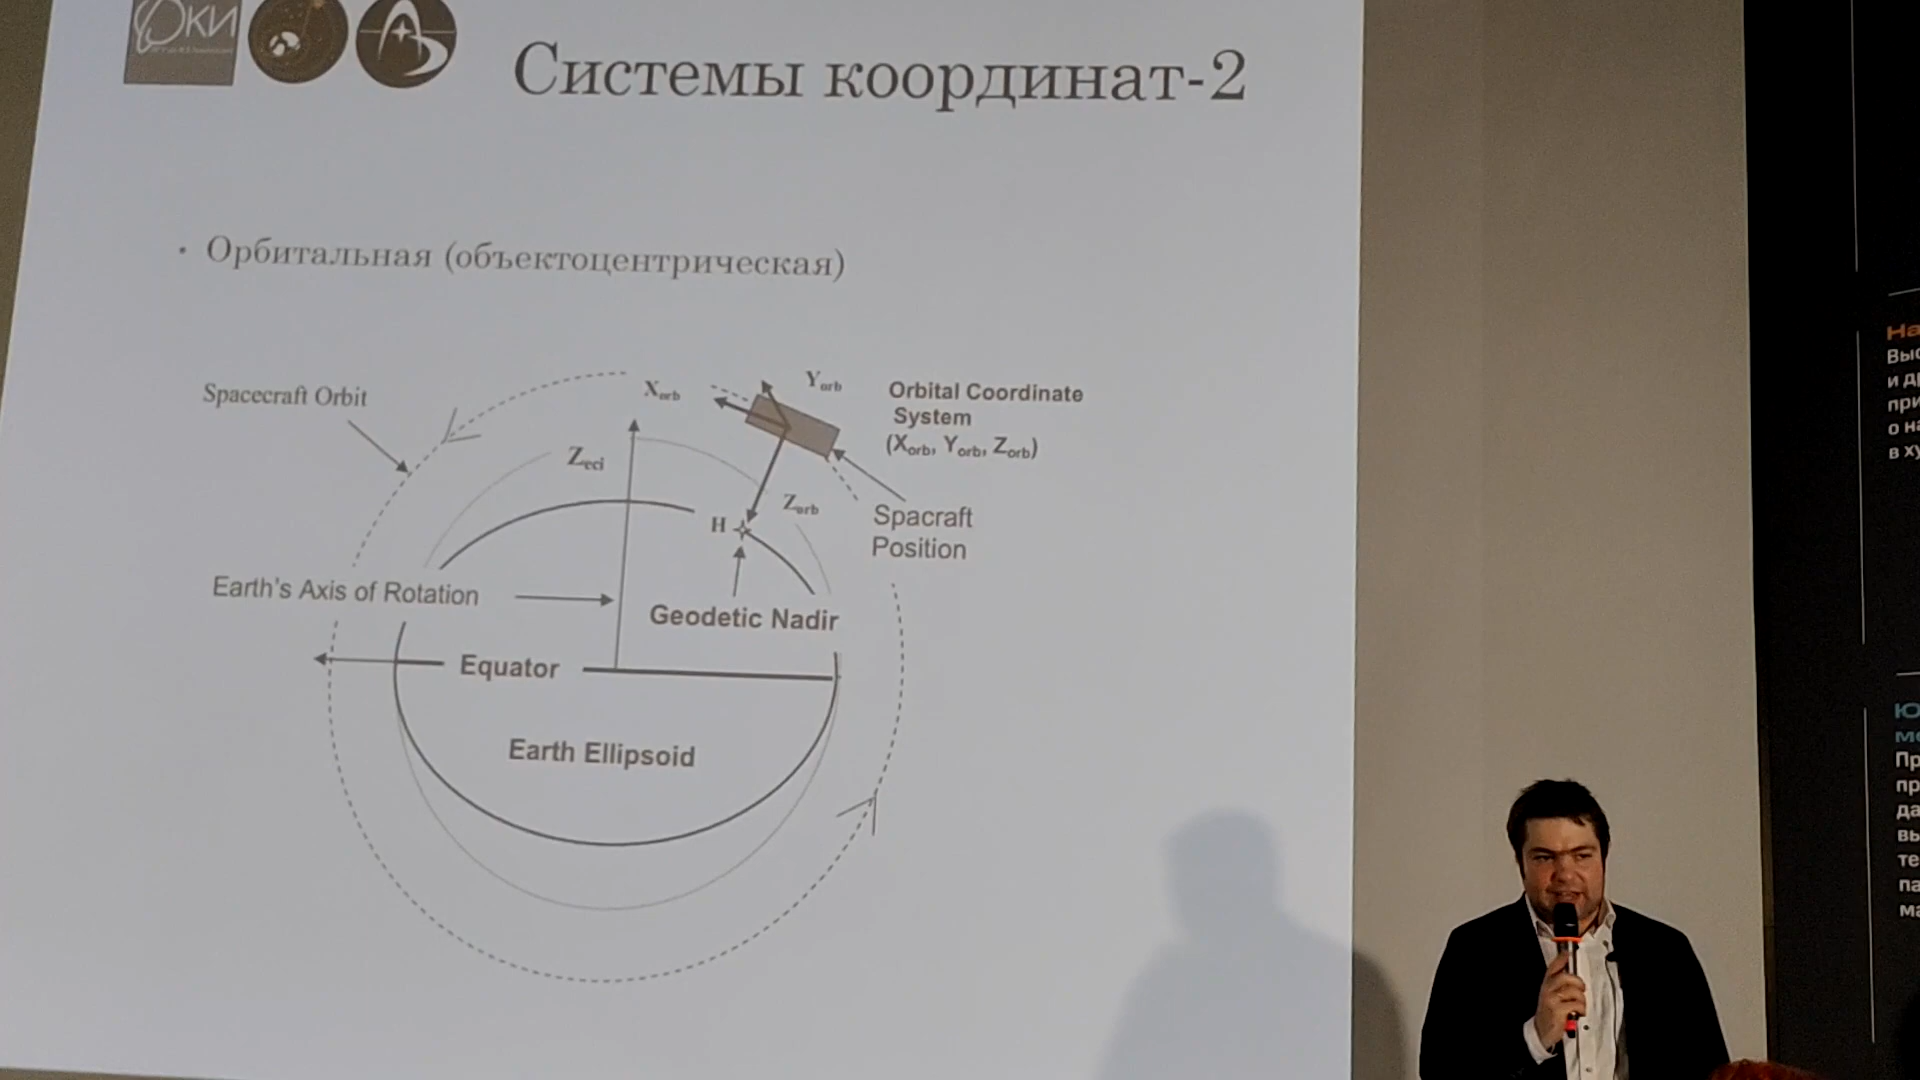 Системы координат-2
• Орбитальная (объектоцентрическая)
Spacecraft Orbit
Xorb
Yorb
Orbital Coordinate
System
(Xorb, Yorb, Zorb)
Zeci
Zorb
H
Spacraft
Position
Earth's Axis of Rotation
Geodetic Nadir
Equator
Earth Ellipsoid